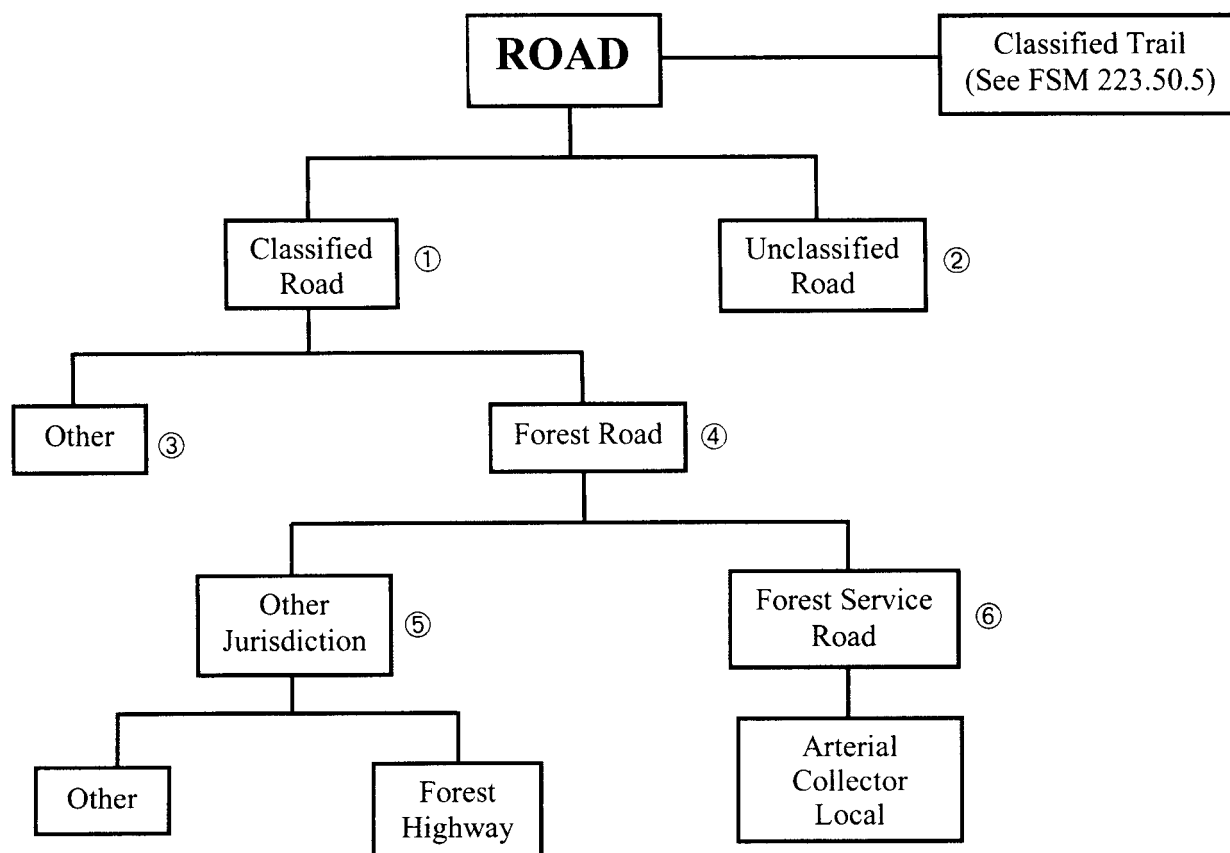 ROAD
Classified Trail
(See FSM 223.50.5)
Classified
Road
①
Unclassified
Road
②
Other
③
Forest Road
④
Other
Jurisdiction
⑤
Forest Service
Road
⑥
Other
Forest
Highway
Arterial
Collector
Local